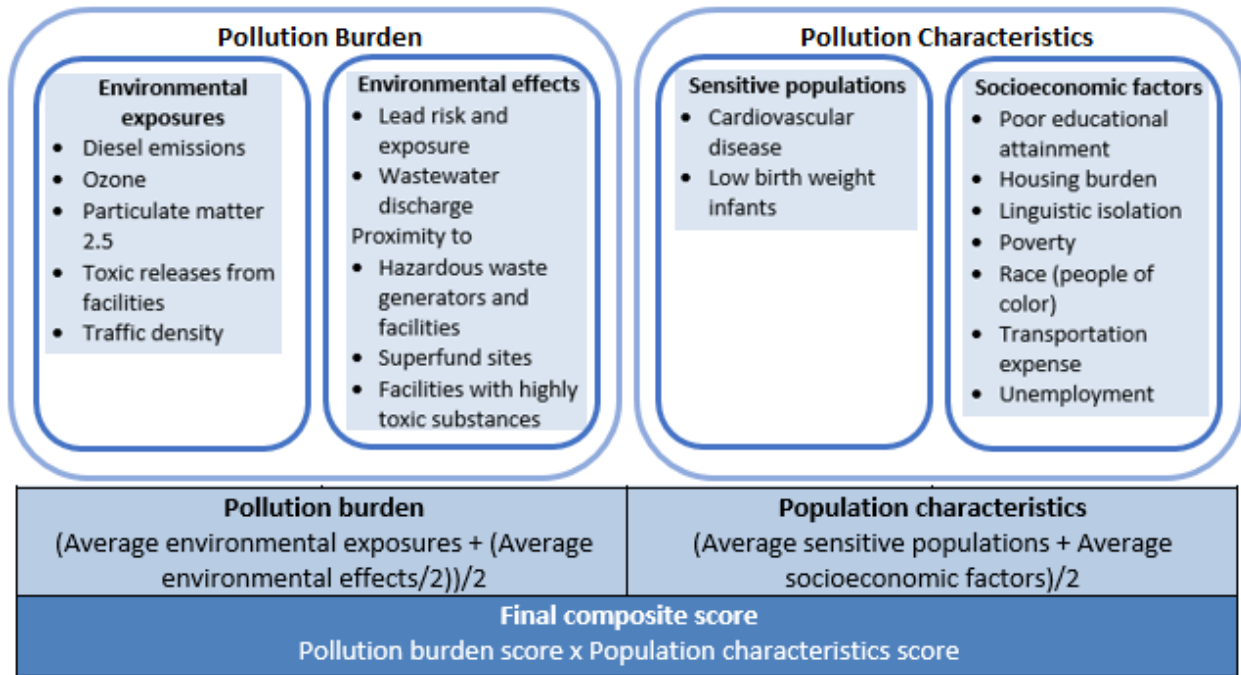 Pollution Burden
Environmental
exposures
• Diesel emissions
• Ozone
• Particulate matter
2.5
• Toxic releases from
facilities
• Traffic density
Environmental effects
• Lead risk and
exposure
• Wastewater
discharge
Proximity to
• Hazardous waste
generators and
facilities
• Superfund sites
• Facilities with highly
toxic substances
Pollution Characteristics
Sensitive populations
• Cardiovascular
disease
• Low birth weight
infants
Socioeconomic factors
• Poor educational
attainment
• Housing burden
• Linguistic isolation
• Poverty
• Race (people of
color)
• Transportation
expense
• Unemployment
Pollution burden
(Average environmental exposures + (Average
environmental effects/2))/2
Population characteristics
(Average sensitive populations + Average
socioeconomic factors)/2
Final composite score
Pollution burden score x Population characteristics score